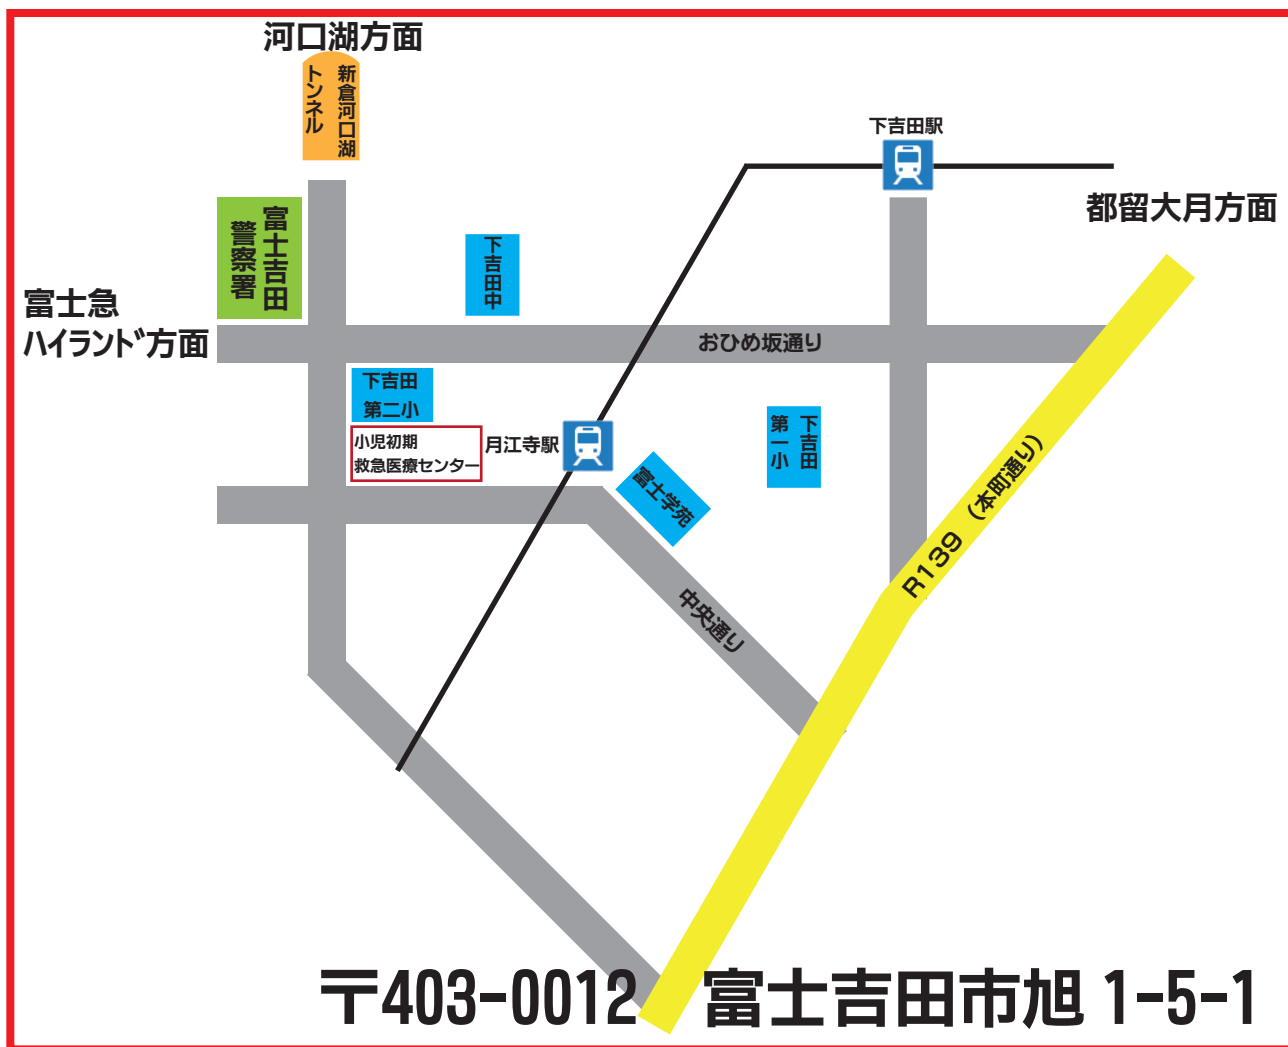 河口湖方面
新倉河口湖
トンネル
下吉田駅
都留大月方面
富士吉田
警察署
下吉田中
富士急
ハイランド方面
おひめ坂通り
下吉田
第二小
小児初期
救急医療センター
月江寺駅
下吉田
第一小
富士学苑
R139（本町通り）
中央通り
〒403-0012 富士吉田市旭 1-5-1